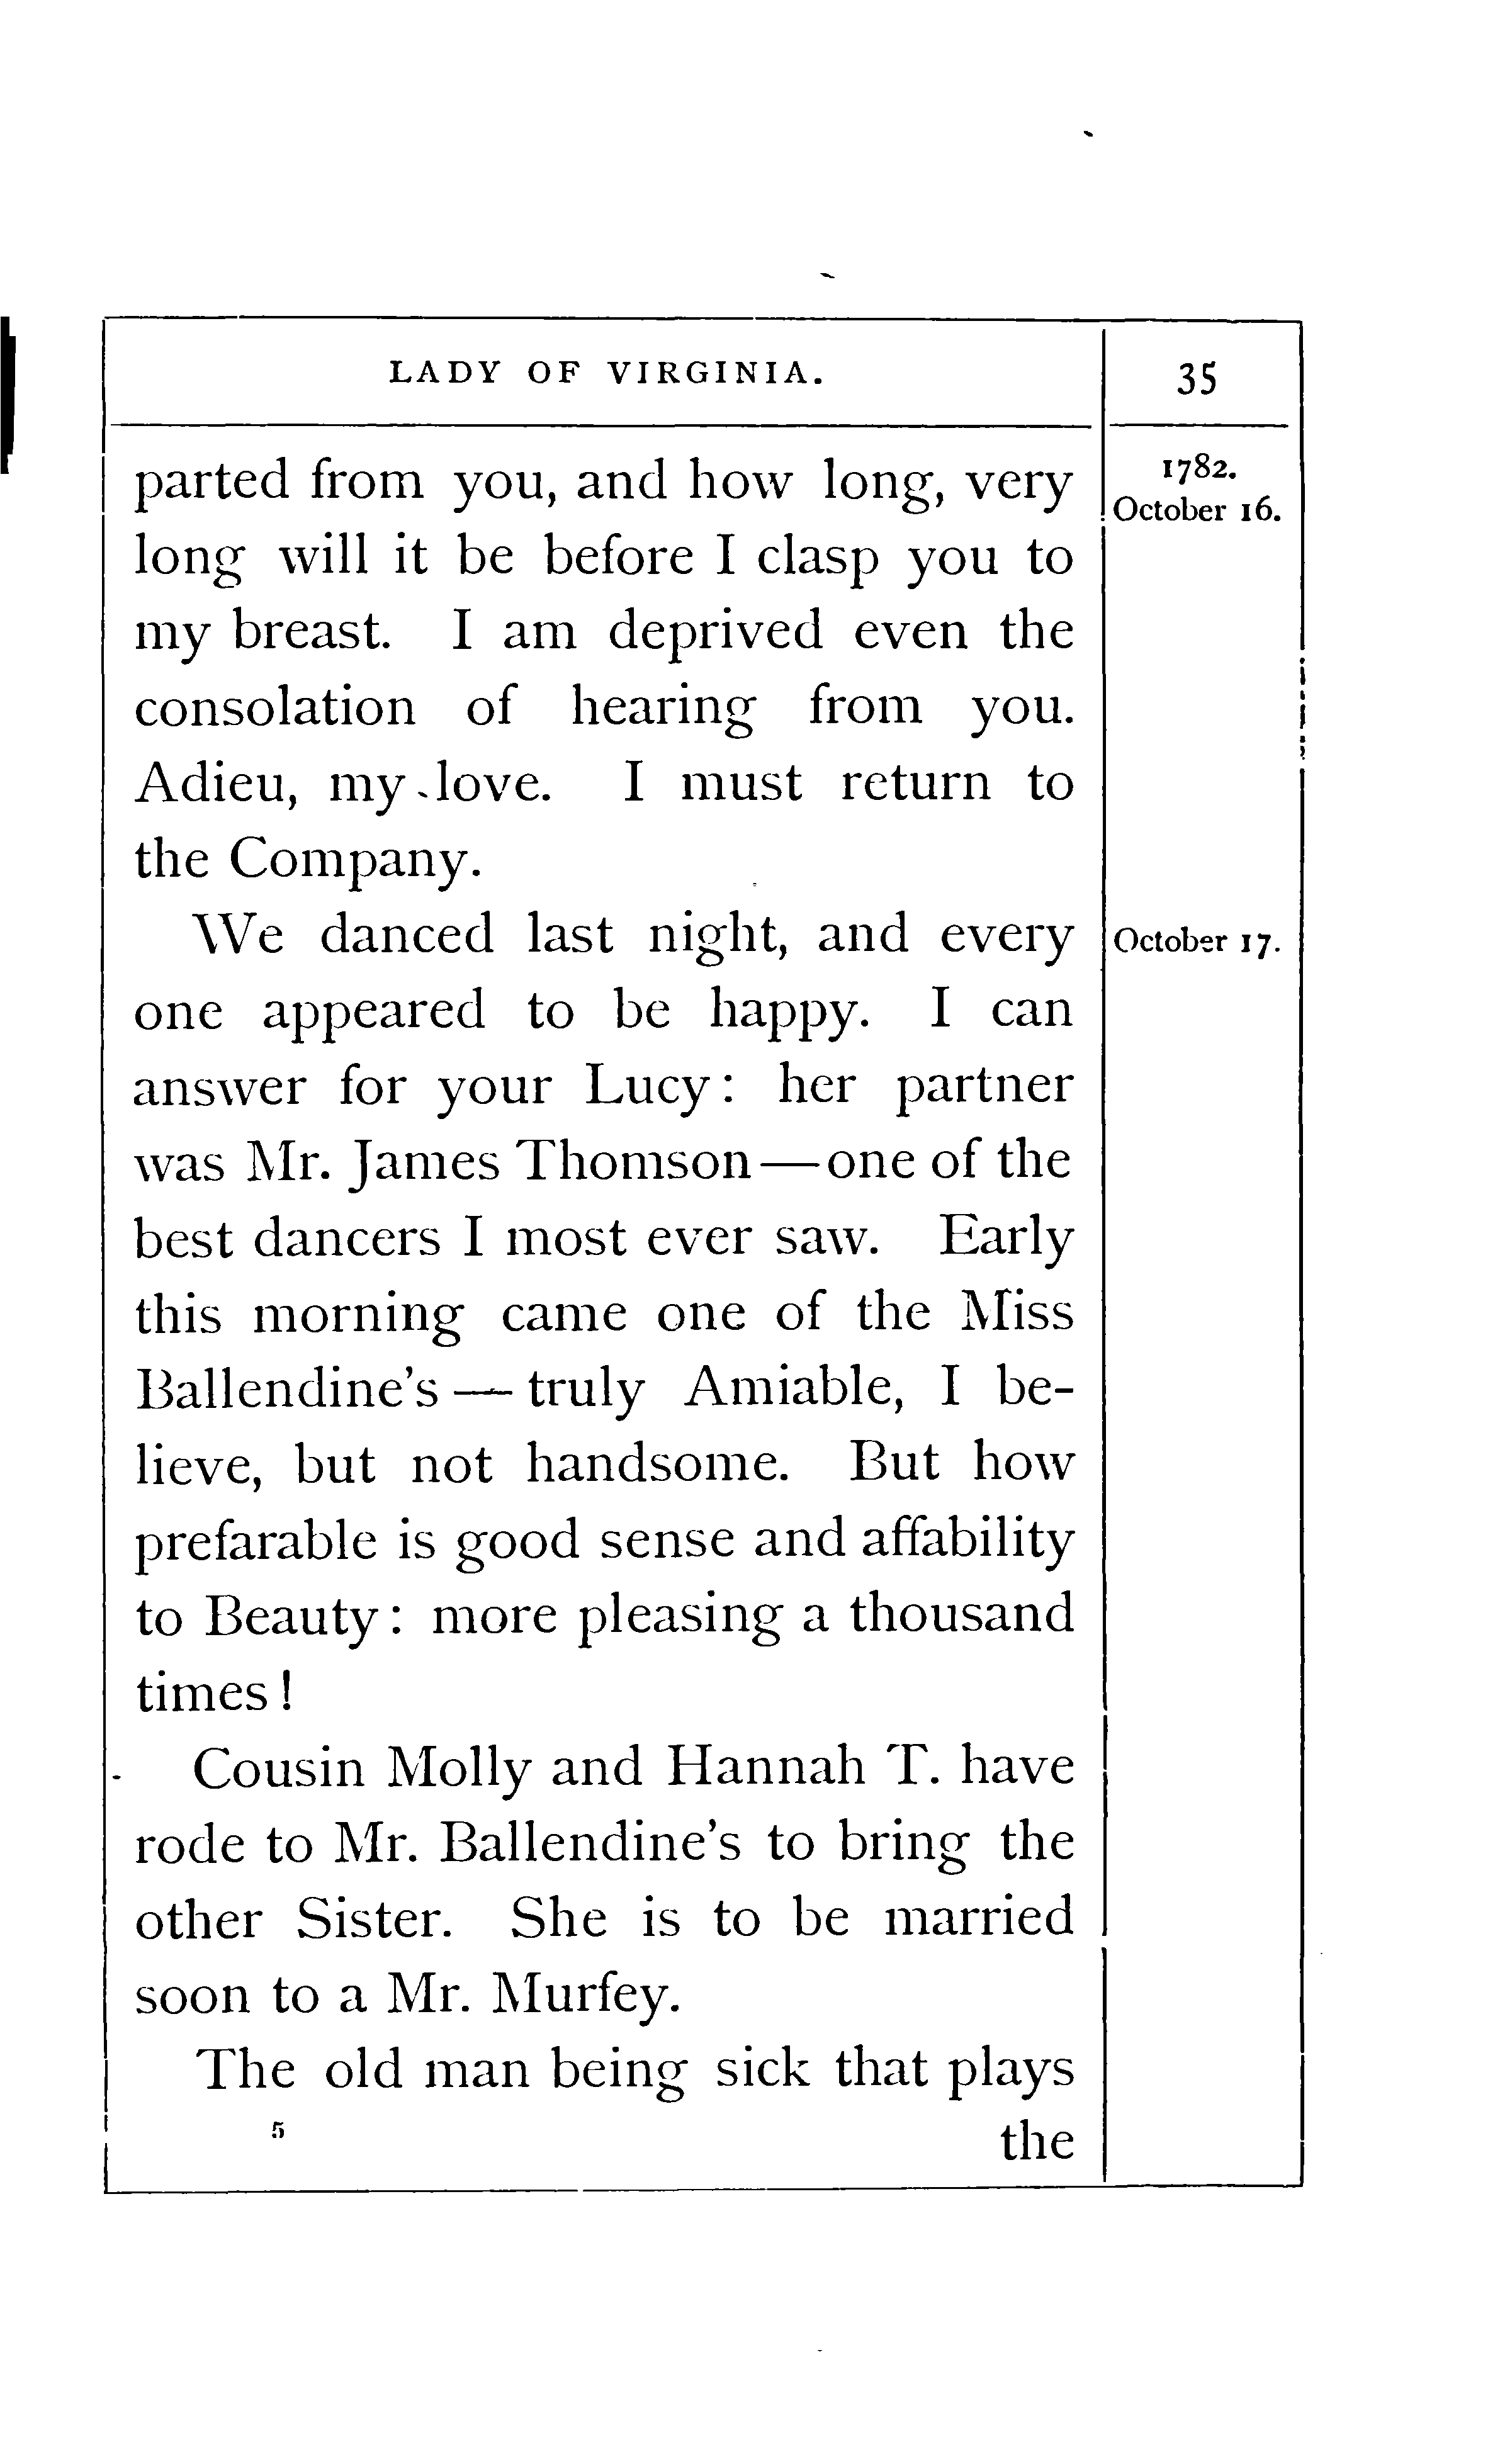 LADY OF VIRGINIA.
35
1782.
October 16.
parted from you, and how long, very
long will it be before I clasp you to
my breast. I am deprived even the
consolation of hearing from you.
Adieu, my love. I must return to
the Company.
October 17.
We danced last night, and every
one appeared to be happy. I can
answer for your Lucy: her partner
was Mr. James Thomson—one of the
best dancers I most ever saw. Early
this morning came one of the Miss
Ballendine's — truly Amiable, I be-
lieve, but not handsome. But how
prefarable is good sense and affability
to Beauty: more pleasing a thousand
times!
Cousin Molly and Hannah T. have
rode to Mr. Ballendine's to bring the
other Sister. She is to be married
soon to a Mr. Murfey.
The old man being sick that plays
5
the